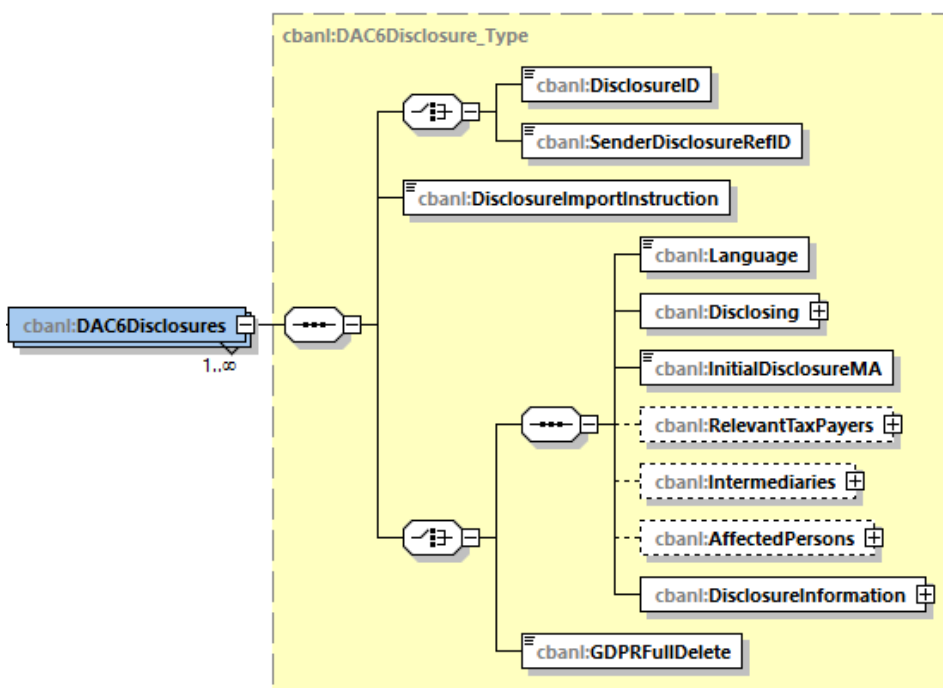 cbanl:DAC6Disclosure_Type
cbanl:DisclosureID
cbanl:SenderDisclosureRefID
cbanl:DisclosureImportInstruction
cbanl:Language
cbanl:Disclosing
cbanl:DAC6Disclosures
1..∞
cbanl:InitialDisclosureMA
cbanl:RelevantTaxPayers
cbanl:Intermediaries
cbanl:AffectedPersons
cbanl:DisclosureInformation
cbanl:GDPRFullDelete